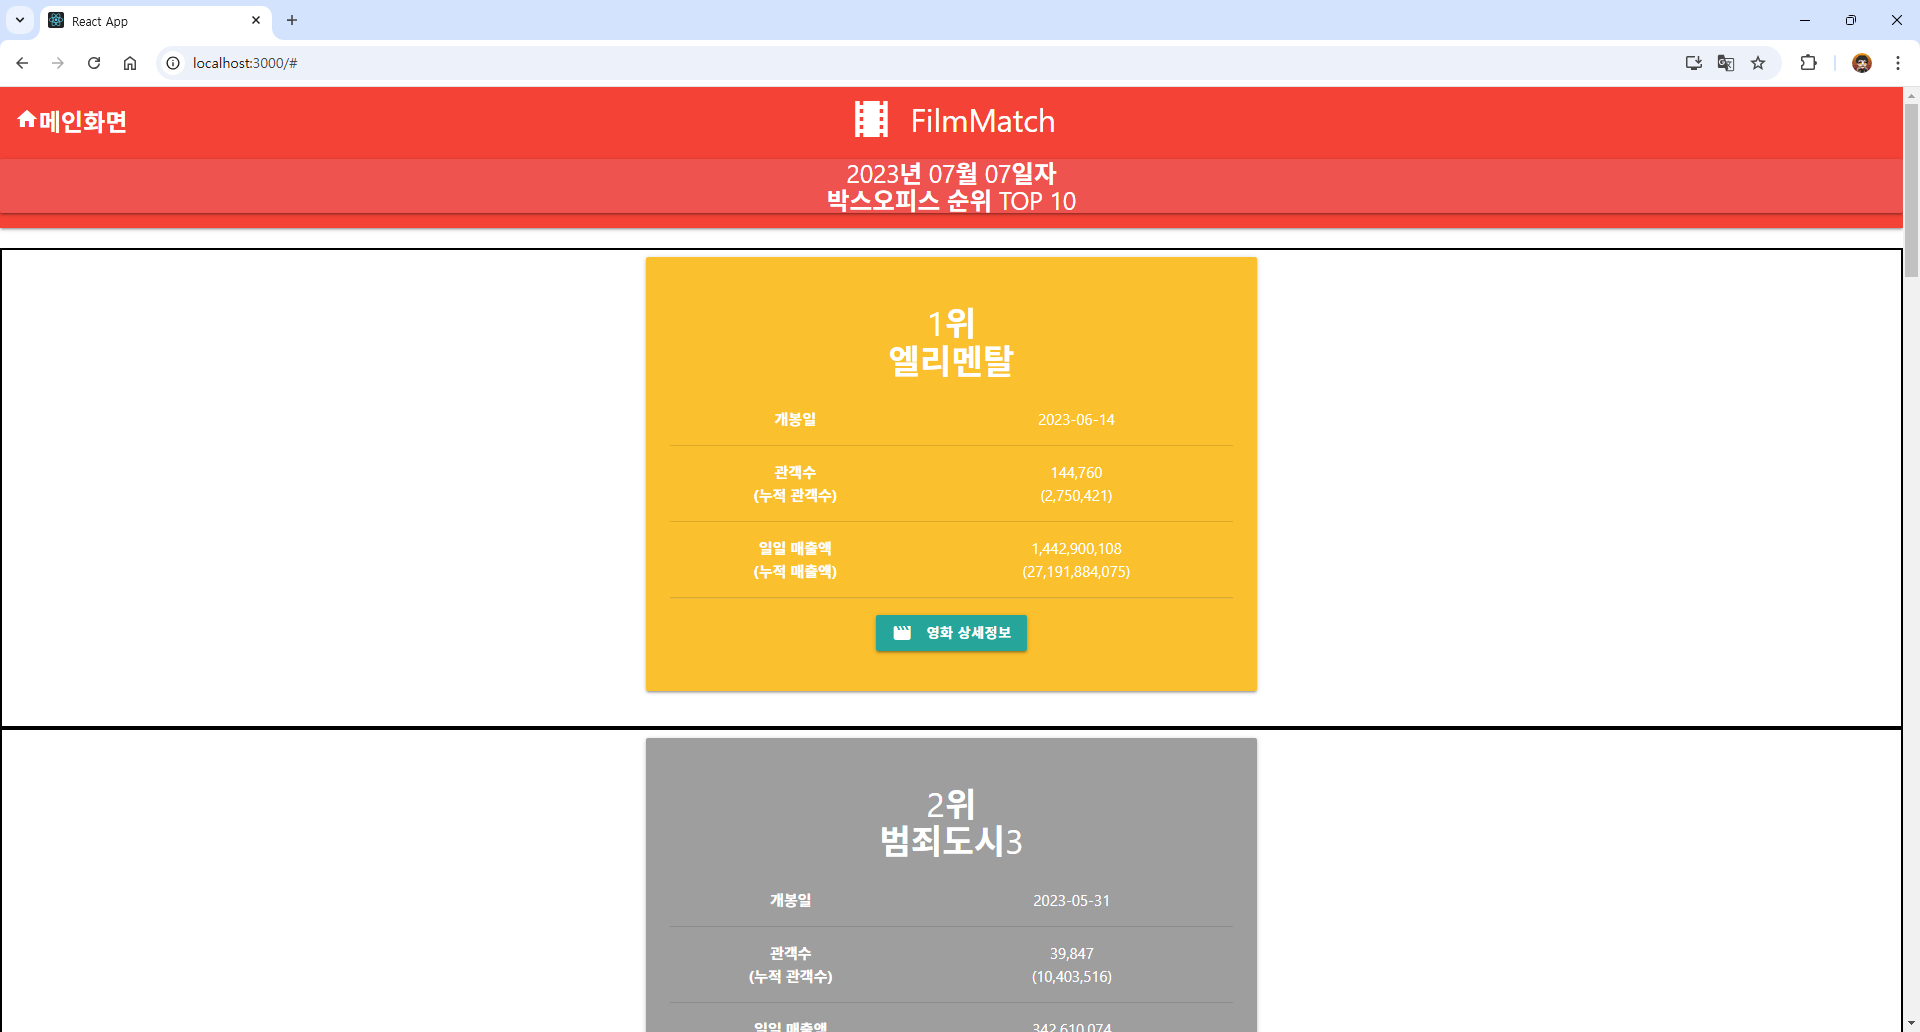 React App
localhost:3000/#
메인화면
FilmMatch
2023년 07월 07일자
박스오피스 순위 TOP 10
1위
엘리멘탈
개봉일 2023-06-14
관객수 144,760
(누적 관객수) (2,750,421)
일일 매출액 1,442,900,108
(누적 매출액) (27,191,884,075)
영화 상세정보
2위
범죄도시3
개봉일 2023-05-31
관객수 39,847
(누적 관객수) (10,403,516)
일일 매출액 342,610,074